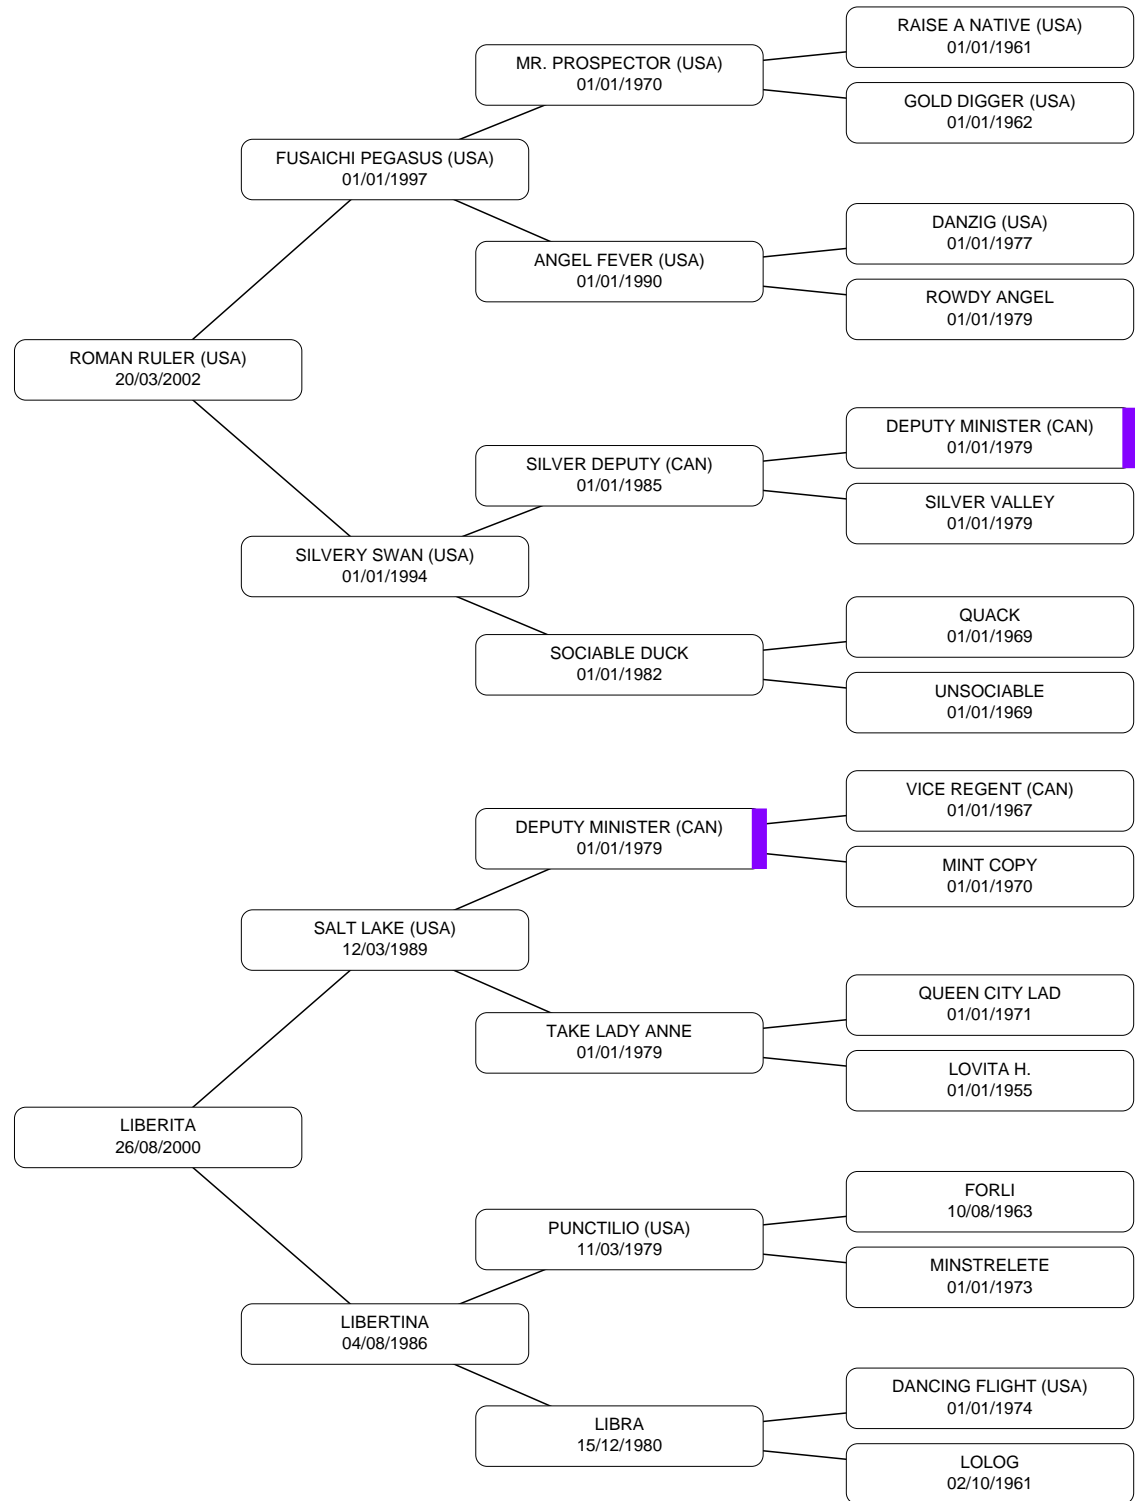 RAISE A NATIVE (USA)
01/01/1961
MR. PROSPECTOR (USA)
01/01/1970
GOLD DIGGER (USA)
01/01/1962
FUSAICHI PEGASUS (USA)
01/01/1997
DANZIG (USA)
01/01/1977
ANGEL FEVER (USA)
01/01/1990
ROWDY ANGEL
01/01/1979
ROMAN RULER (USA)
20/03/2002
DEPUTY MINISTER (CAN)
01/01/1979
SILVER DEPUTY (CAN)
01/01/1985
SILVER VALLEY
01/01/1979
SILVERY SWAN (USA)
01/01/1994
QUACK
01/01/1969
SOCIABLE DUCK
01/01/1982
UNSOCIABLE
01/01/1969
VICE REGENT (CAN)
01/01/1967
DEPUTY MINISTER (CAN)
01/01/1979
MINT COPY
01/01/1970
SALT LAKE (USA)
12/03/1989
QUEEN CITY LAD
01/01/1971
TAKE LADY ANNE
01/01/1979
LOVITA H.
01/01/1955
LIBERITA
26/08/2000
FORLI
10/08/1963
PUNCTILIO (USA)
11/03/1979
MINSTRELETE
01/01/1973
LIBERTINA
04/08/1986
DANCING FLIGHT (USA)
01/01/1974
LIBRA
15/12/1980
LOLOG
02/10/1961